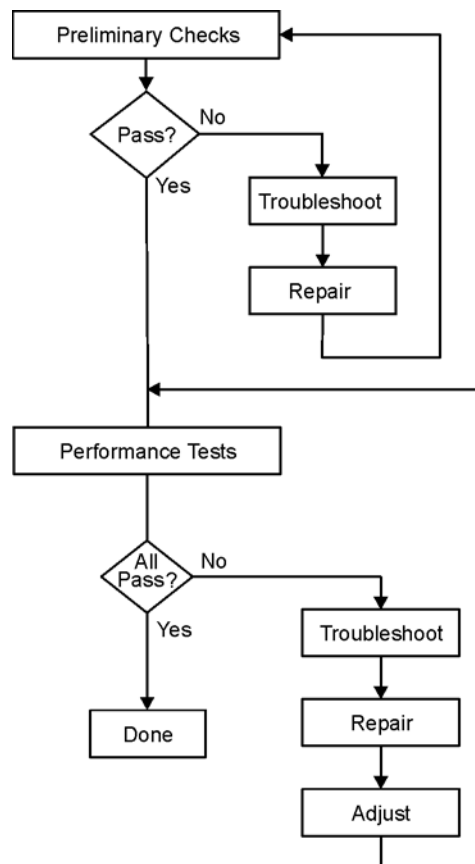 Preliminary Checks
Pass?
No
Yes
Troubleshoot
Repair
Performance Tests
All
Pass?
No
Yes
Troubleshoot
Done
Repair
Adjust